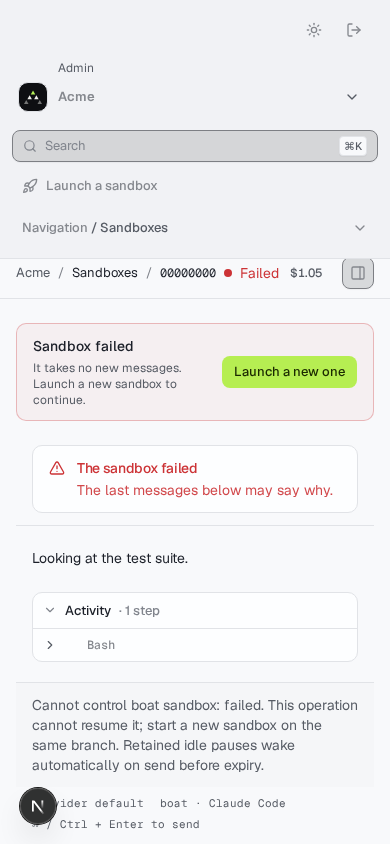 Admin
Acme
Search ⌘K
Launch a sandbox
Navigation / Sandboxes
Acme / Sandboxes / 00000000 Failed $1.05
Sandbox failed
It takes no new messages.
Launch a new sandbox to
continue.
Launch a new one
The sandbox failed
The last messages below may say why.
Looking at the test suite.
Activity · 1 step
Bash
Cannot control boat sandbox: failed. This operation
cannot resume it; start a new sandbox on the
same branch. Retained idle pauses wake
automatically on send before expiry.
default boat · Claude Code
N
/ Ctrl + Enter to send